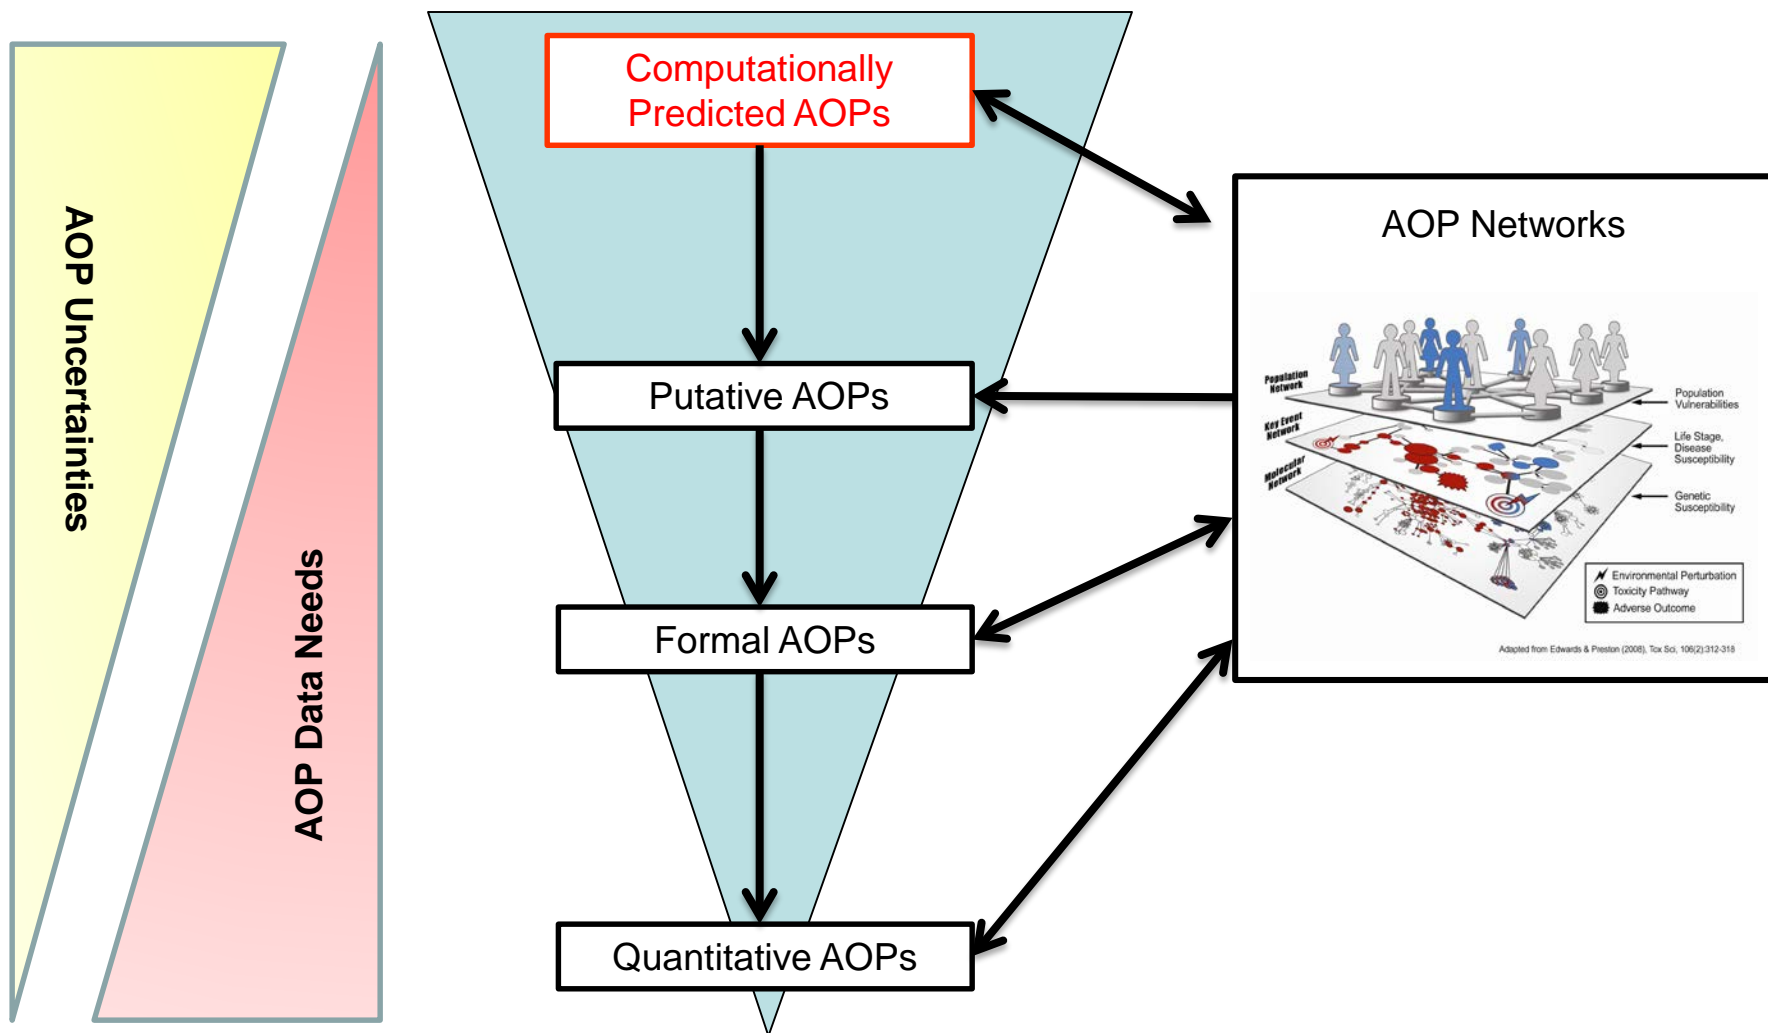 AOP Uncertainties
AOP Data Needs
Computationally
Predicted AOPs
Putative AOPs
Formal AOPs
Quantitative AOPs
AOP Networks
Population
Network
Key Event
Network
Molecular
Network
Population
Vulnerabilities
Life Stage,
Disease
Susceptibility
Genetic
Susceptibility
Environmental Perturbation
Toxicity Pathway
Adverse Outcome
Adapted from Edwards & Preston (2008), Tox Sci, 106(2):312-318